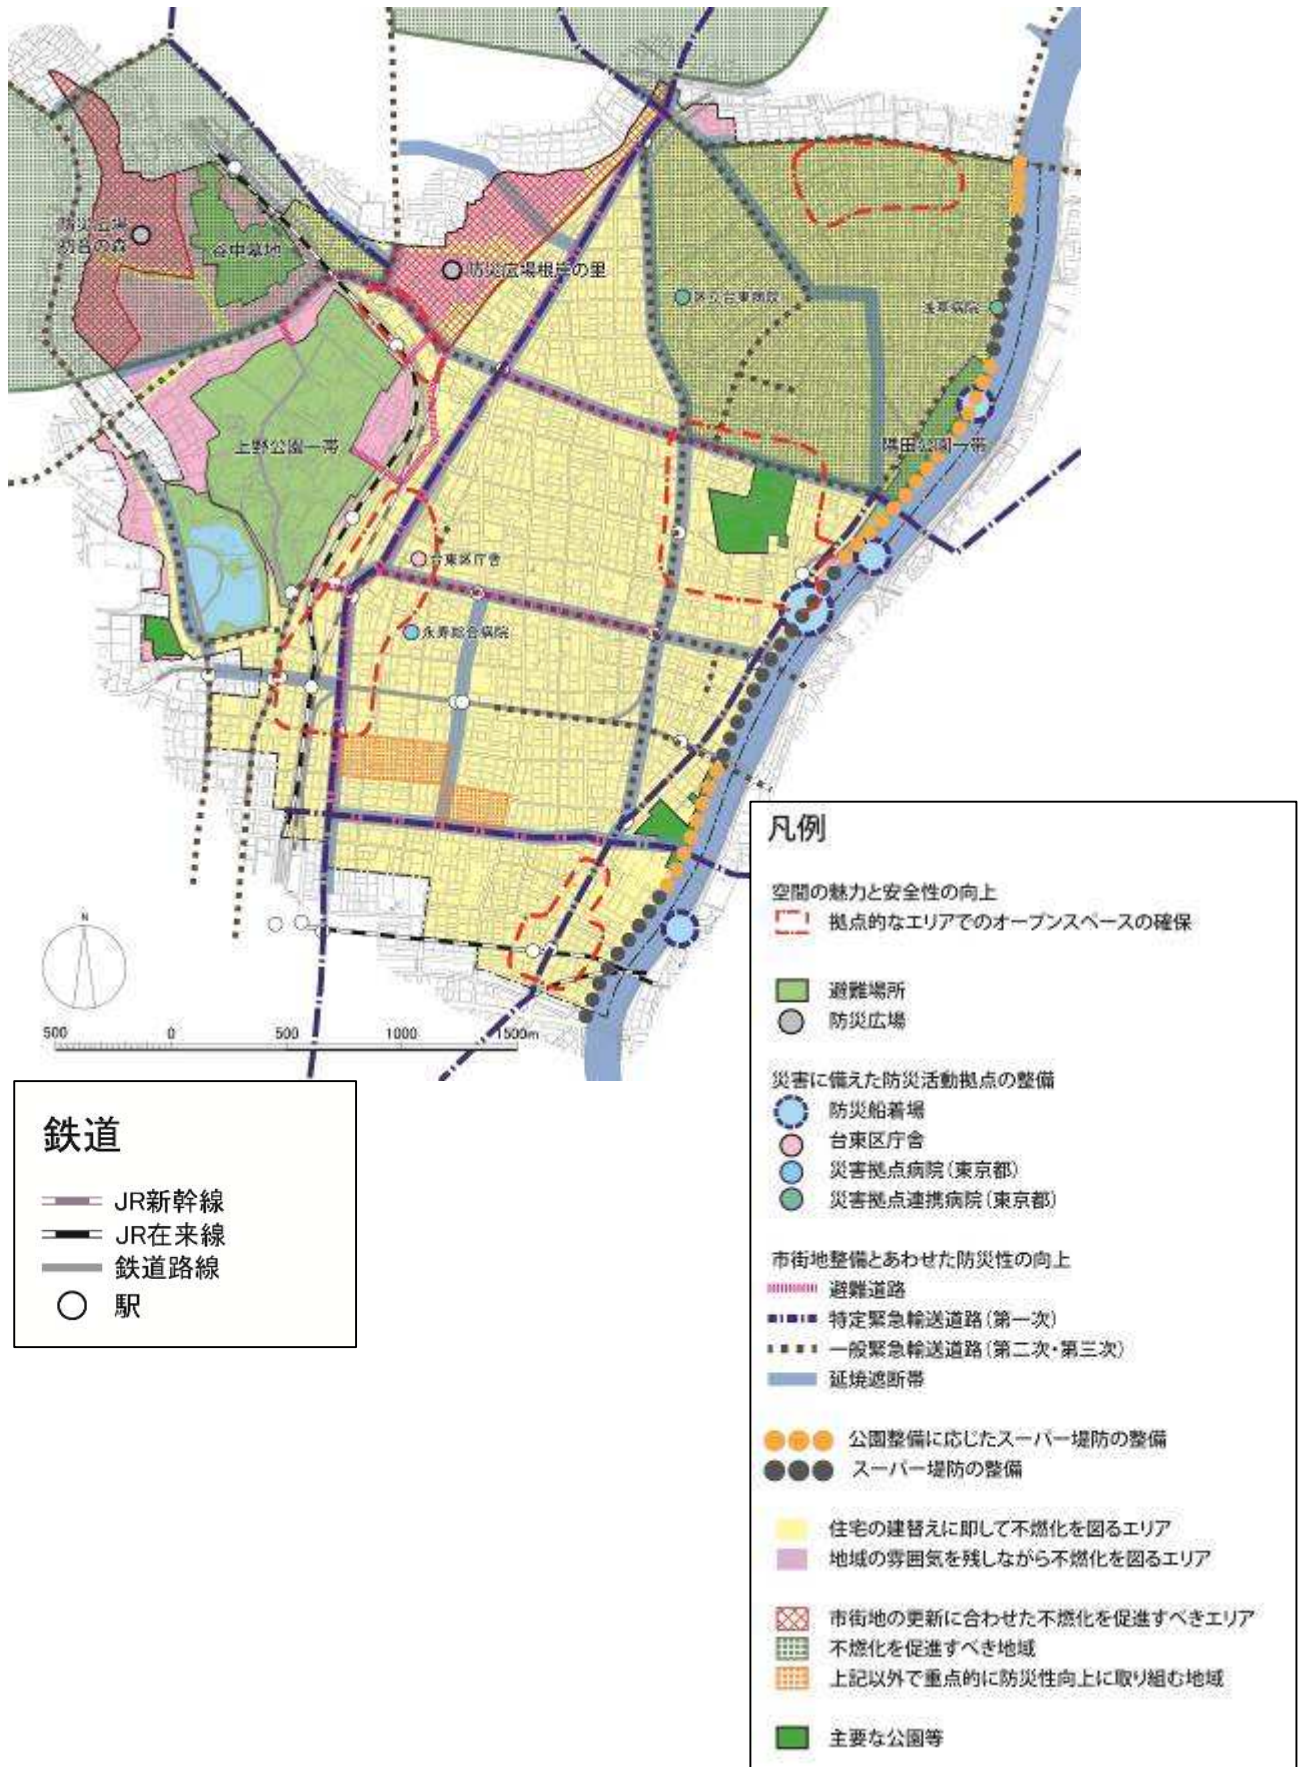 防災広場
初音の森
谷中墓地
防災広場根岸の里
区立台東病院
浅草病院
上野公園一帯
隅田公園一帯
台東区庁舎
永寿総合病院
N
500 0 500 1000 1500m
鉄道
JR新幹線
JR在来線
鉄道路線
駅
凡例
空間の魅力と安全性の向上
拠点的なエリアでのオープンスペースの確保
避難場所
防災広場
災害に備えた防災活動拠点の整備
防災船着場
台東区庁舎
災害拠点病院(東京都)
災害拠点連携病院(東京都)
市街地整備とあわせた防災性の向上
避難道路
特定緊急輸送道路(第一次)
一般緊急輸送道路(第二次・第三次)
延焼遮断帯
公園整備に応じたスーパー堤防の整備
スーパー堤防の整備
住宅の建替えに即して不燃化を図るエリア
地域の雰囲気を残しながら不燃化を図るエリア
市街地の更新に合わせた不燃化を促進すべきエリア
不燃化を促進すべき地域
上記以外で重点的に防災性向上に取り組む地域
主要な公園等